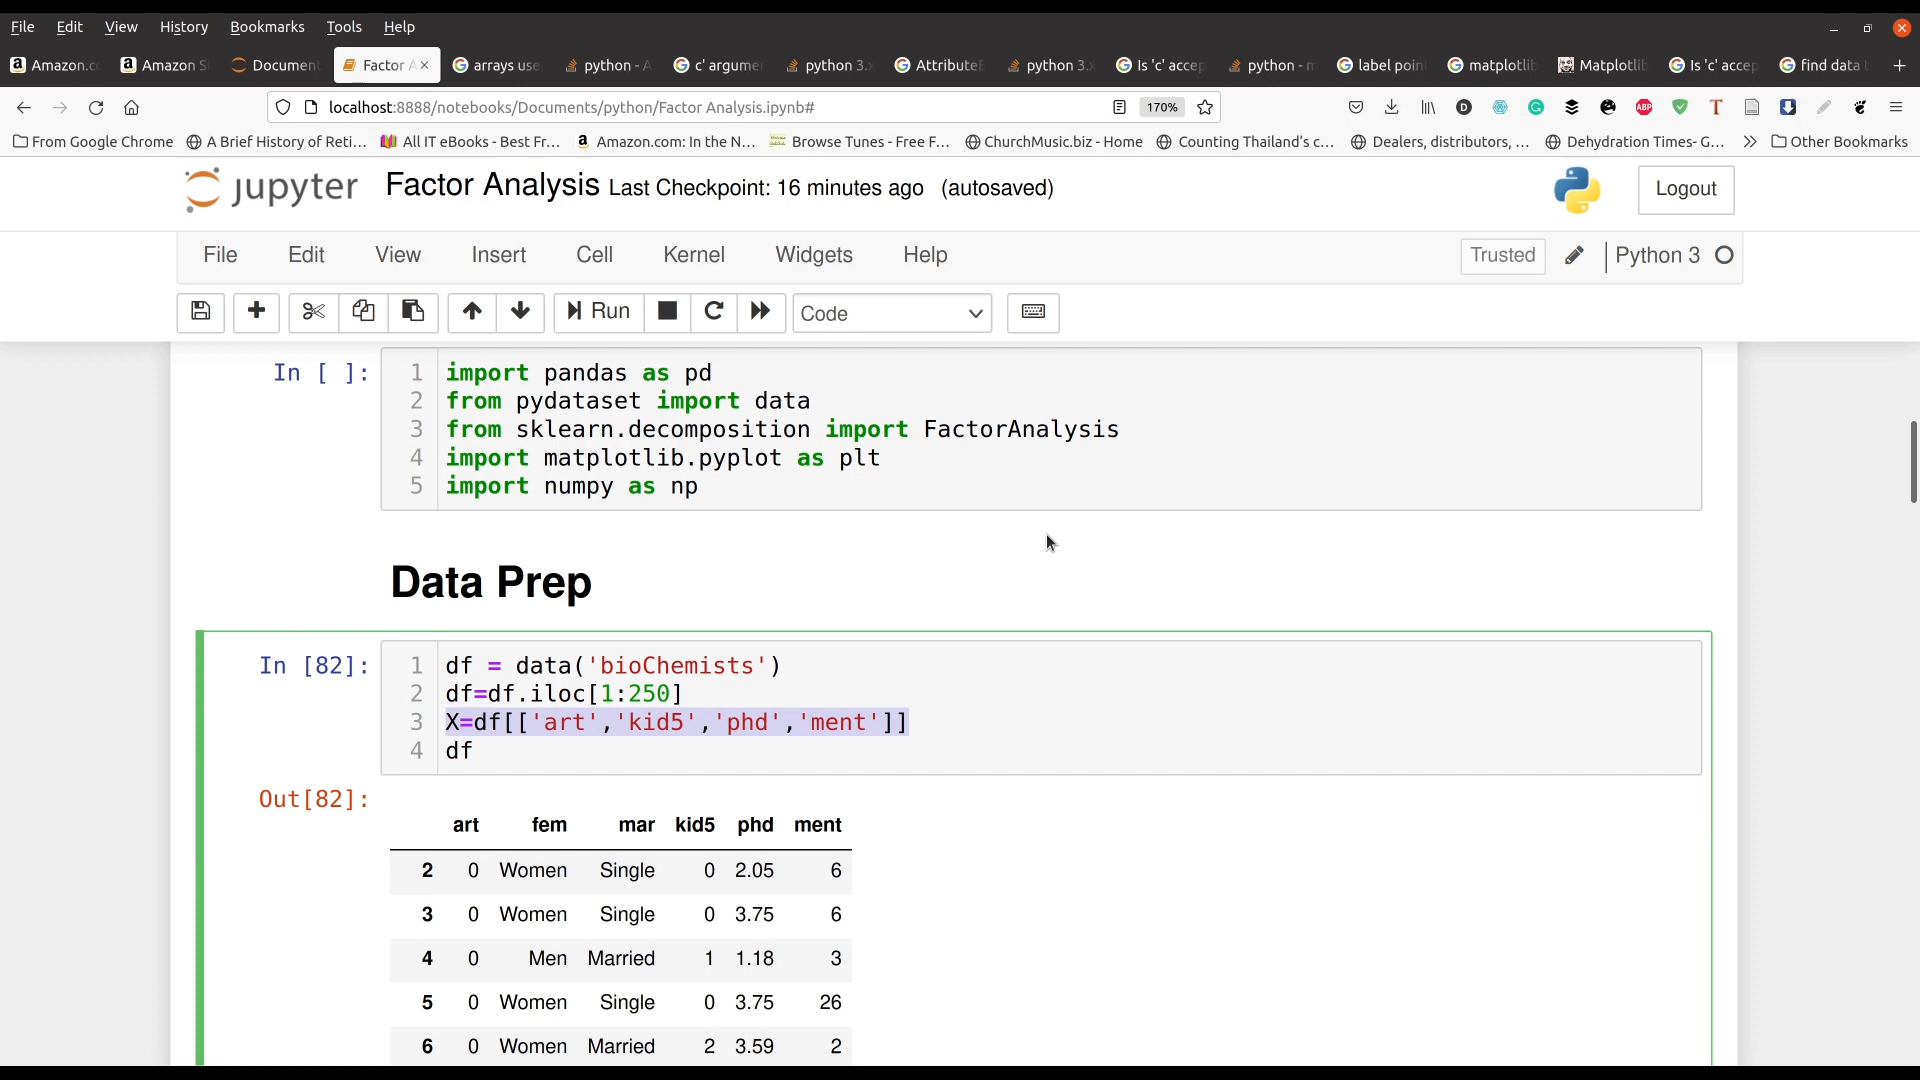 File Edit View History Bookmarks Tools Help
Amazon.c Amazon S Document Factor A arrays use python - A c' argume python 3. Attribute python 3. Is 'c' accep python - m label poin matplotli Matplotli Is 'c' accep find data
localhost:8888/notebooks/Documents/python/Factor Analysis.ipynb# 170%
From Google Chrome A Brief History of Reti... All IT eBooks - Best Fr... Amazon.com: In the N... Browse Tunes - Free F... ChurchMusic.biz - Home Counting Thailand's c... Dealers, distributors, ... Dehydration Times- G... Other Bookmarks
jupyter Factor Analysis Last Checkpoint: 16 minutes ago (autosaved) Logout
File Edit View Insert Cell Kernel Widgets Help Trusted Python 3
Run Code
In [ ]: 1 import pandas as pd
2 from pydataset import data
3 from sklearn.decomposition import FactorAnalysis
4 import matplotlib.pyplot as plt
5 import numpy as np
Data Prep
In [82]: 1 df = data('bioChemists')
2 df=df.iloc[1:250]
3 X=df[['art','kid5','phd','ment']]
4 df
Out[82]:
art fem mar kid5 phd ment
2 0 Women Single 0 2.05 6
3 0 Women Single 0 3.75 6
4 0 Men Married 1 1.18 3
5 0 Women Single 0 3.75 26
6 0 Women Married 2 3.59 2